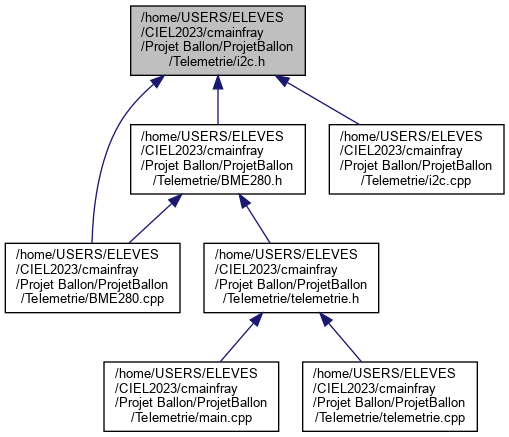 /home/USERS/ELEVES
/CIEL2023/cmainfray
/Projet Ballon/ProjetBallon
/Telemetrie/i2c.h
/home/USERS/ELEVES
/CIEL2023/cmainfray
/Projet Ballon/ProjetBallon
/Telemetrie/BME280.h
/home/USERS/ELEVES
/CIEL2023/cmainfray
/Projet Ballon/ProjetBallon
/Telemetrie/i2c.cpp
/home/USERS/ELEVES
/CIEL2023/cmainfray
/Projet Ballon/ProjetBallon
/Telemetrie/BME280.cpp
/home/USERS/ELEVES
/CIEL2023/cmainfray
/Projet Ballon/ProjetBallon
/Telemetrie/telemetrie.h
/home/USERS/ELEVES
/CIEL2023/cmainfray
/Projet Ballon/ProjetBallon
/Telemetrie/main.cpp
/home/USERS/ELEVES
/CIEL2023/cmainfray
/Projet Ballon/ProjetBallon
/Telemetrie/telemetrie.cpp